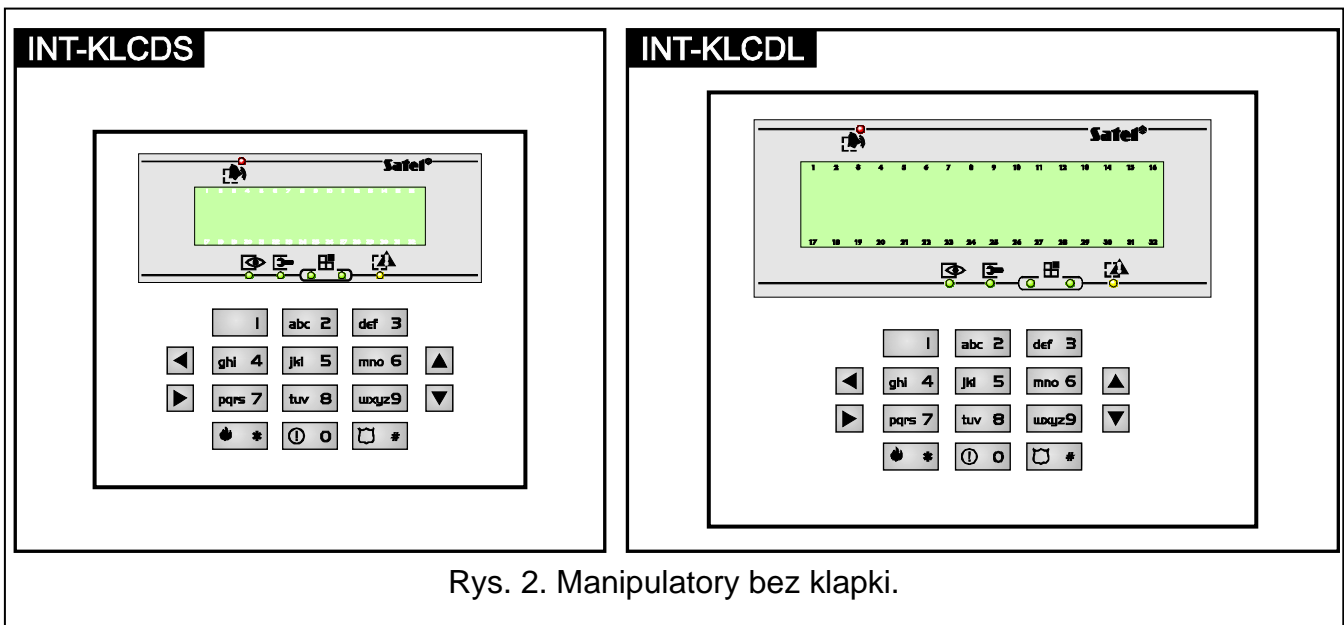 INT-KLCDS
Satel®
1
abc 2
def 3
ghi 4
jkl 5
mno 6
pqrs 7
tuv 8
wxyz9
*
0
#
INT-KLCDL
Satel®
1 2 3 4 5 6 7 8 9 10 11 12 13 14 15 16
17 18 19 20 21 22 23 24 25 26 27 28 29 30 31 32
1
abc 2
def 3
ghi 4
jkl 5
mno 6
pqrs 7
tuv 8
wxyz9
*
0
#
Rys. 2. Manipulatory bez klapki.